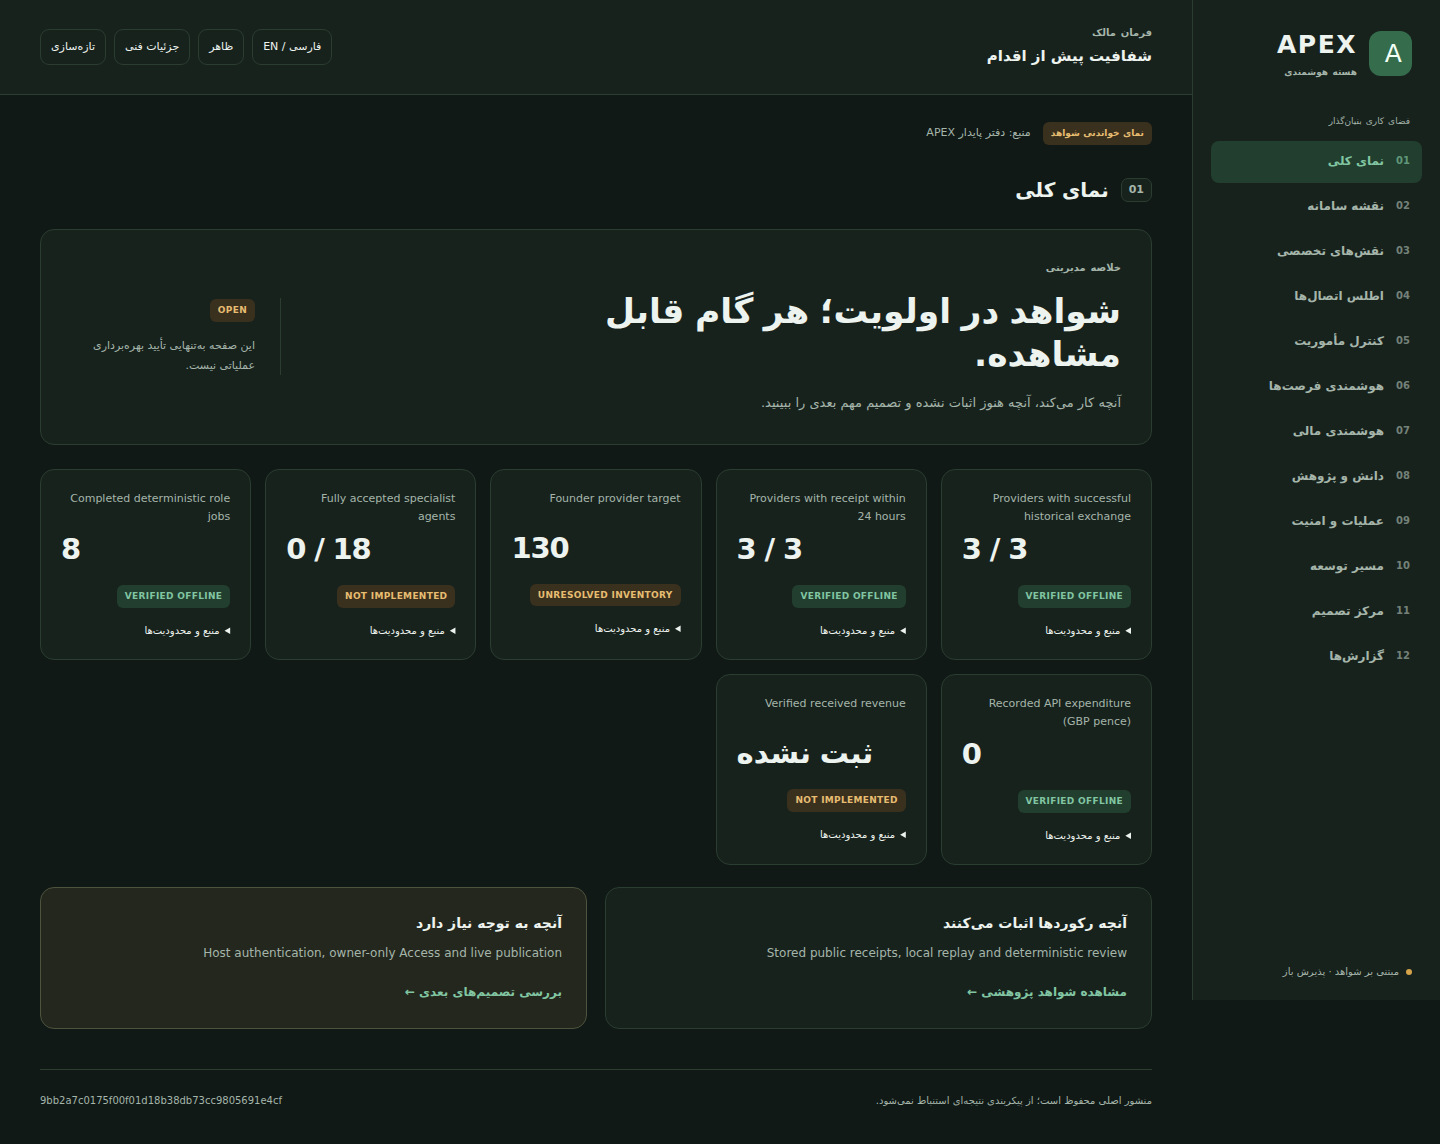 A
APEX
هسته هوشمندی
فضای کاری بنیان‌گذار
01 نمای کلی
02 نقشه سامانه
03 نقش‌های تخصصی
04 اطلس اتصال‌ها
05 کنترل مأموریت
06 هوشمندی فرصت‌ها
07 هوشمندی مالی
08 دانش و پژوهش
09 عملیات و امنیت
10 مسیر توسعه
11 مرکز تصمیم
12 گزارش‌ها
مبتنی بر شواهد · پذیرش باز
فرمان مالک
شفافیت پیش از اقدام
فارسی / EN
ظاهر
جزئیات فنی
تازه‌سازی
نمای خواندنی شواهد
منبع: دفتر پایدار APEX
01 نمای کلی
خلاصه مدیریتی
شواهد در اولویت؛ هر گام قابل
مشاهده.
آنچه کار می‌کند، آنچه هنوز اثبات نشده و تصمیم مهم بعدی را ببینید.
OPEN
این صفحه به‌تنهایی تأیید بهره‌برداری
عملیاتی نیست.
Providers with successful
historical exchange
3 / 3
VERIFIED OFFLINE
منبع و محدودیت‌ها
Providers with receipt within
24 hours
3 / 3
VERIFIED OFFLINE
منبع و محدودیت‌ها
Founder provider target
130
UNRESOLVED INVENTORY
منبع و محدودیت‌ها
Fully accepted specialist
agents
0 / 18
NOT IMPLEMENTED
منبع و محدودیت‌ها
Completed deterministic role
jobs
8
VERIFIED OFFLINE
منبع و محدودیت‌ها
Recorded API expenditure
(GBP pence)
0
VERIFIED OFFLINE
منبع و محدودیت‌ها
Verified received revenue
ثبت نشده
NOT IMPLEMENTED
منبع و محدودیت‌ها
آنچه رکوردها اثبات می‌کنند
Stored public receipts, local replay and deterministic review
مشاهده شواهد پژوهشی ←
آنچه به توجه نیاز دارد
Host authentication, owner-only Access and live publication
بررسی تصمیم‌های بعدی ←
منشور اصلی محفوظ است؛ از پیکربندی نتیجه‌ای استنباط نمی‌شود.
9bb2a7c0175f00f01d18b38db73cc9805691e4cf